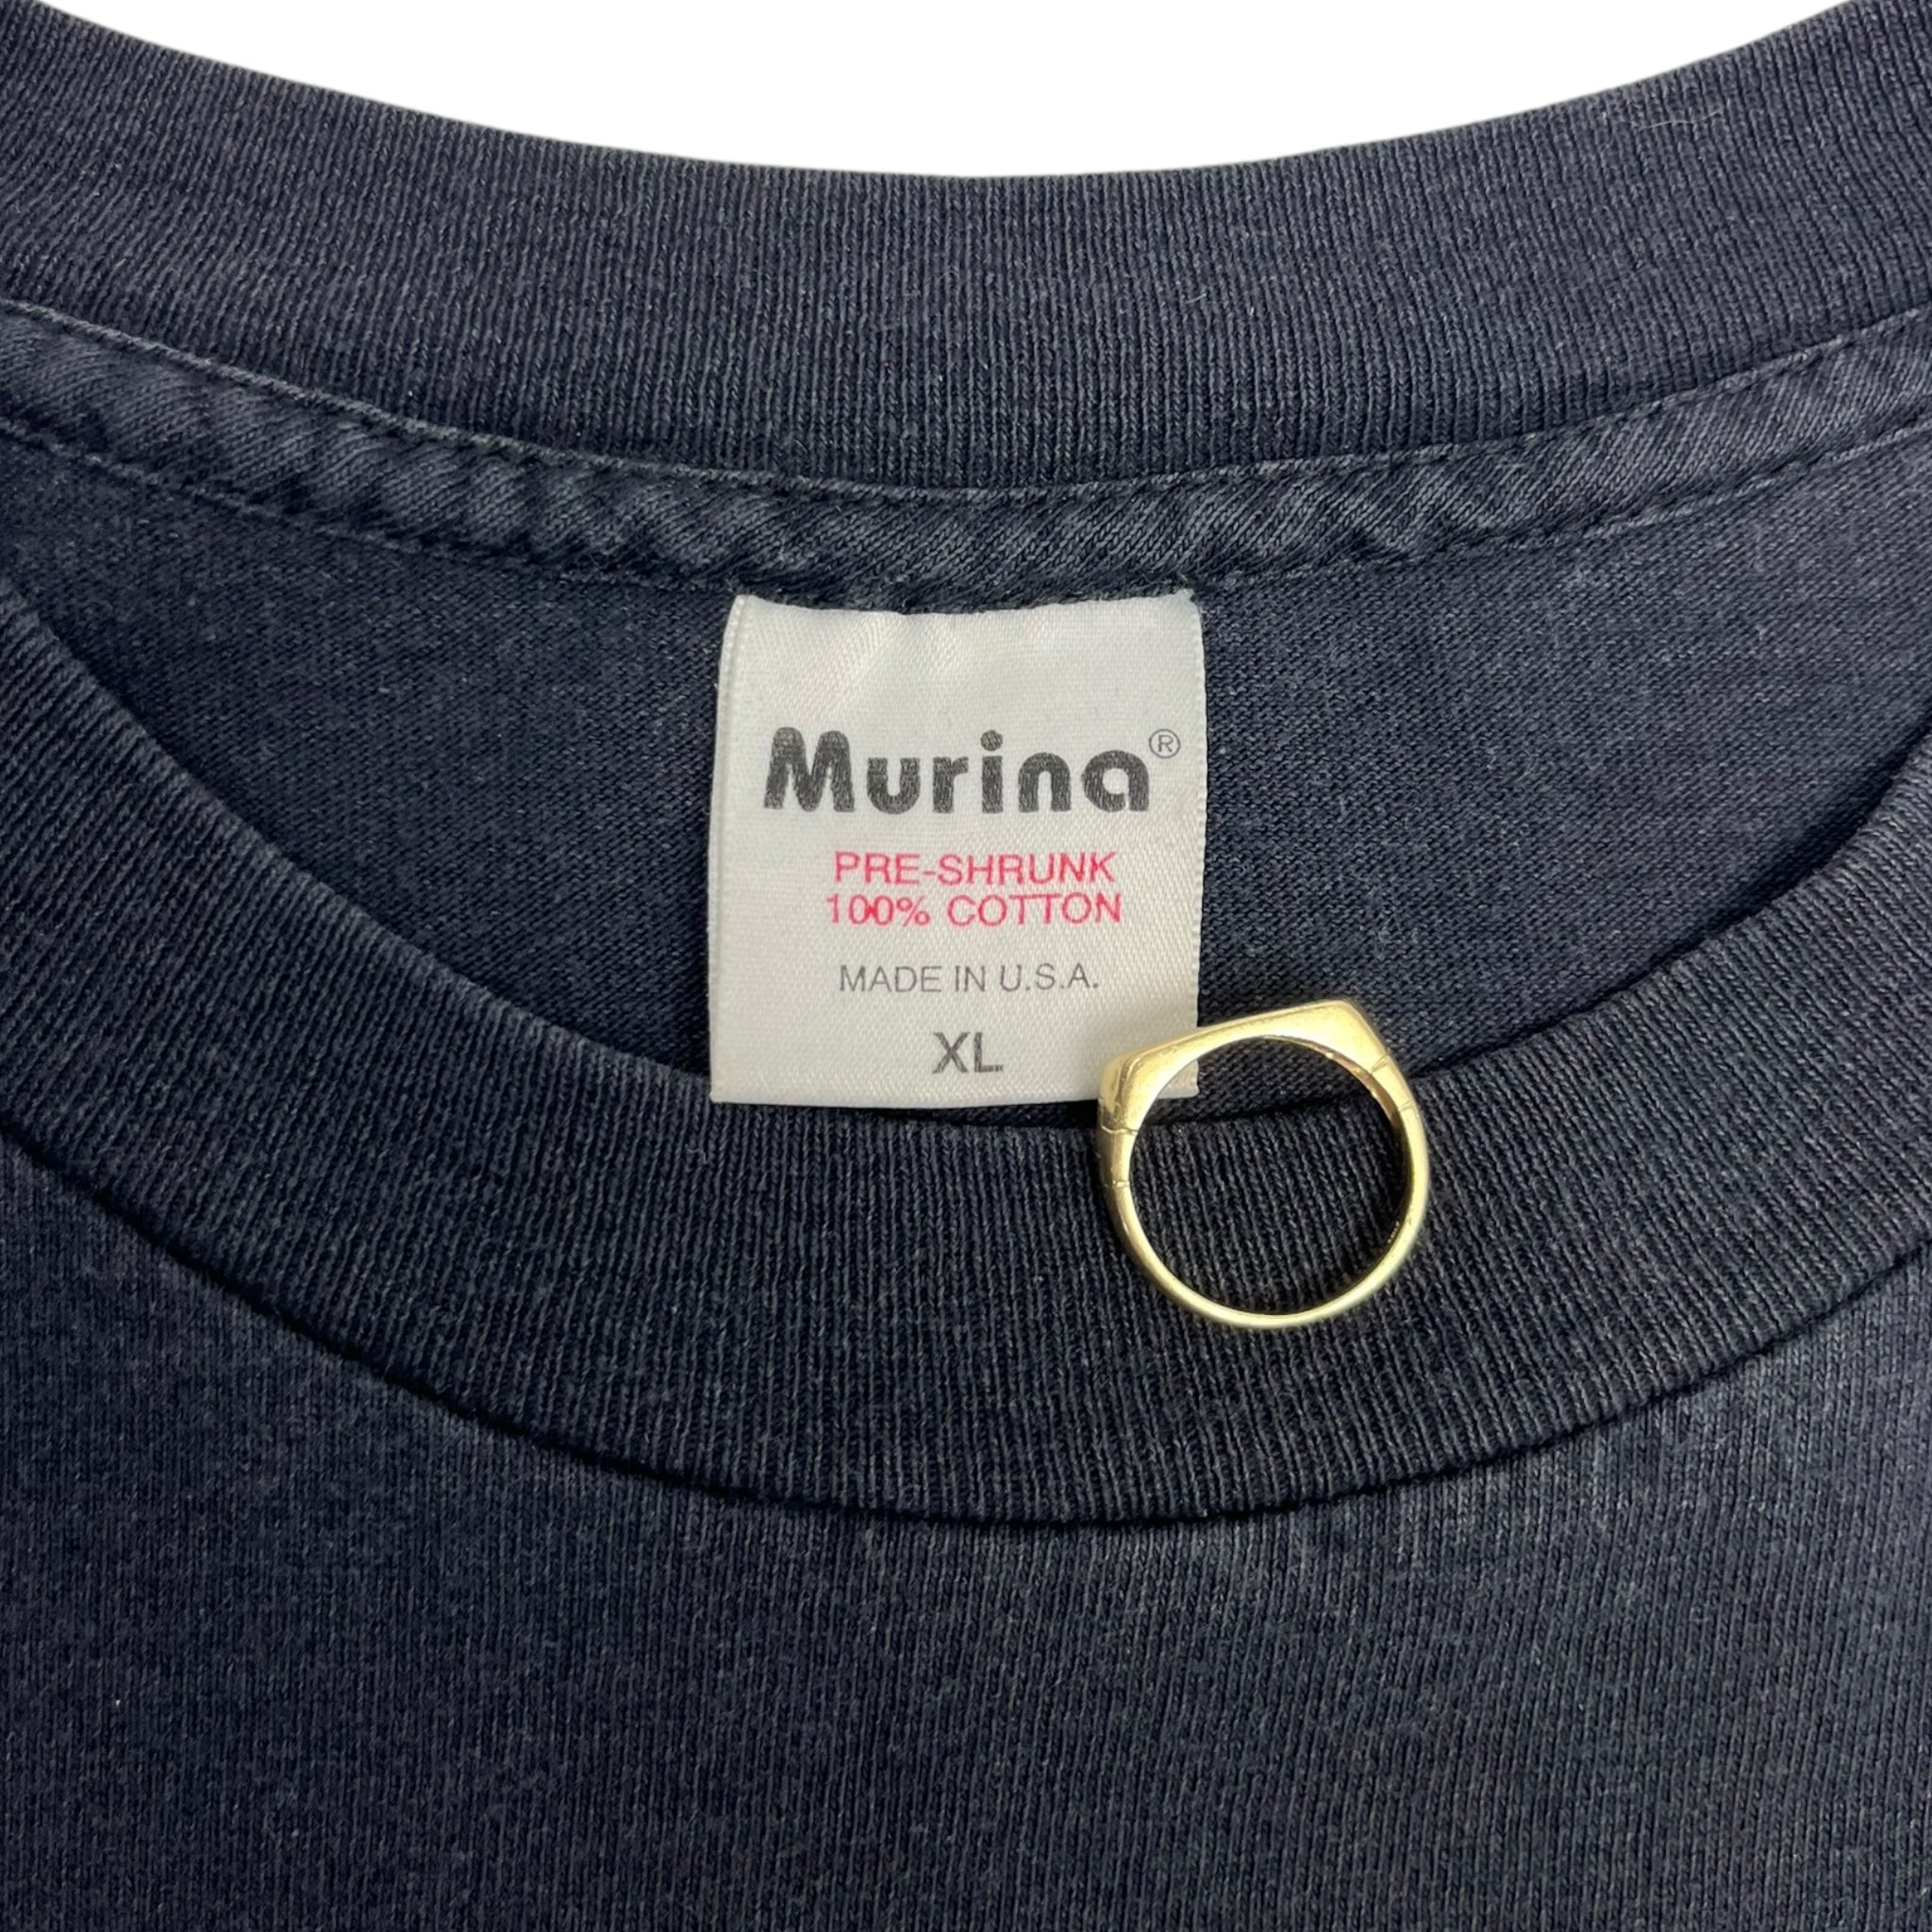 Murina®
PRE-SHRUNK
100% COTTON
MADE IN U.S.A.
XL